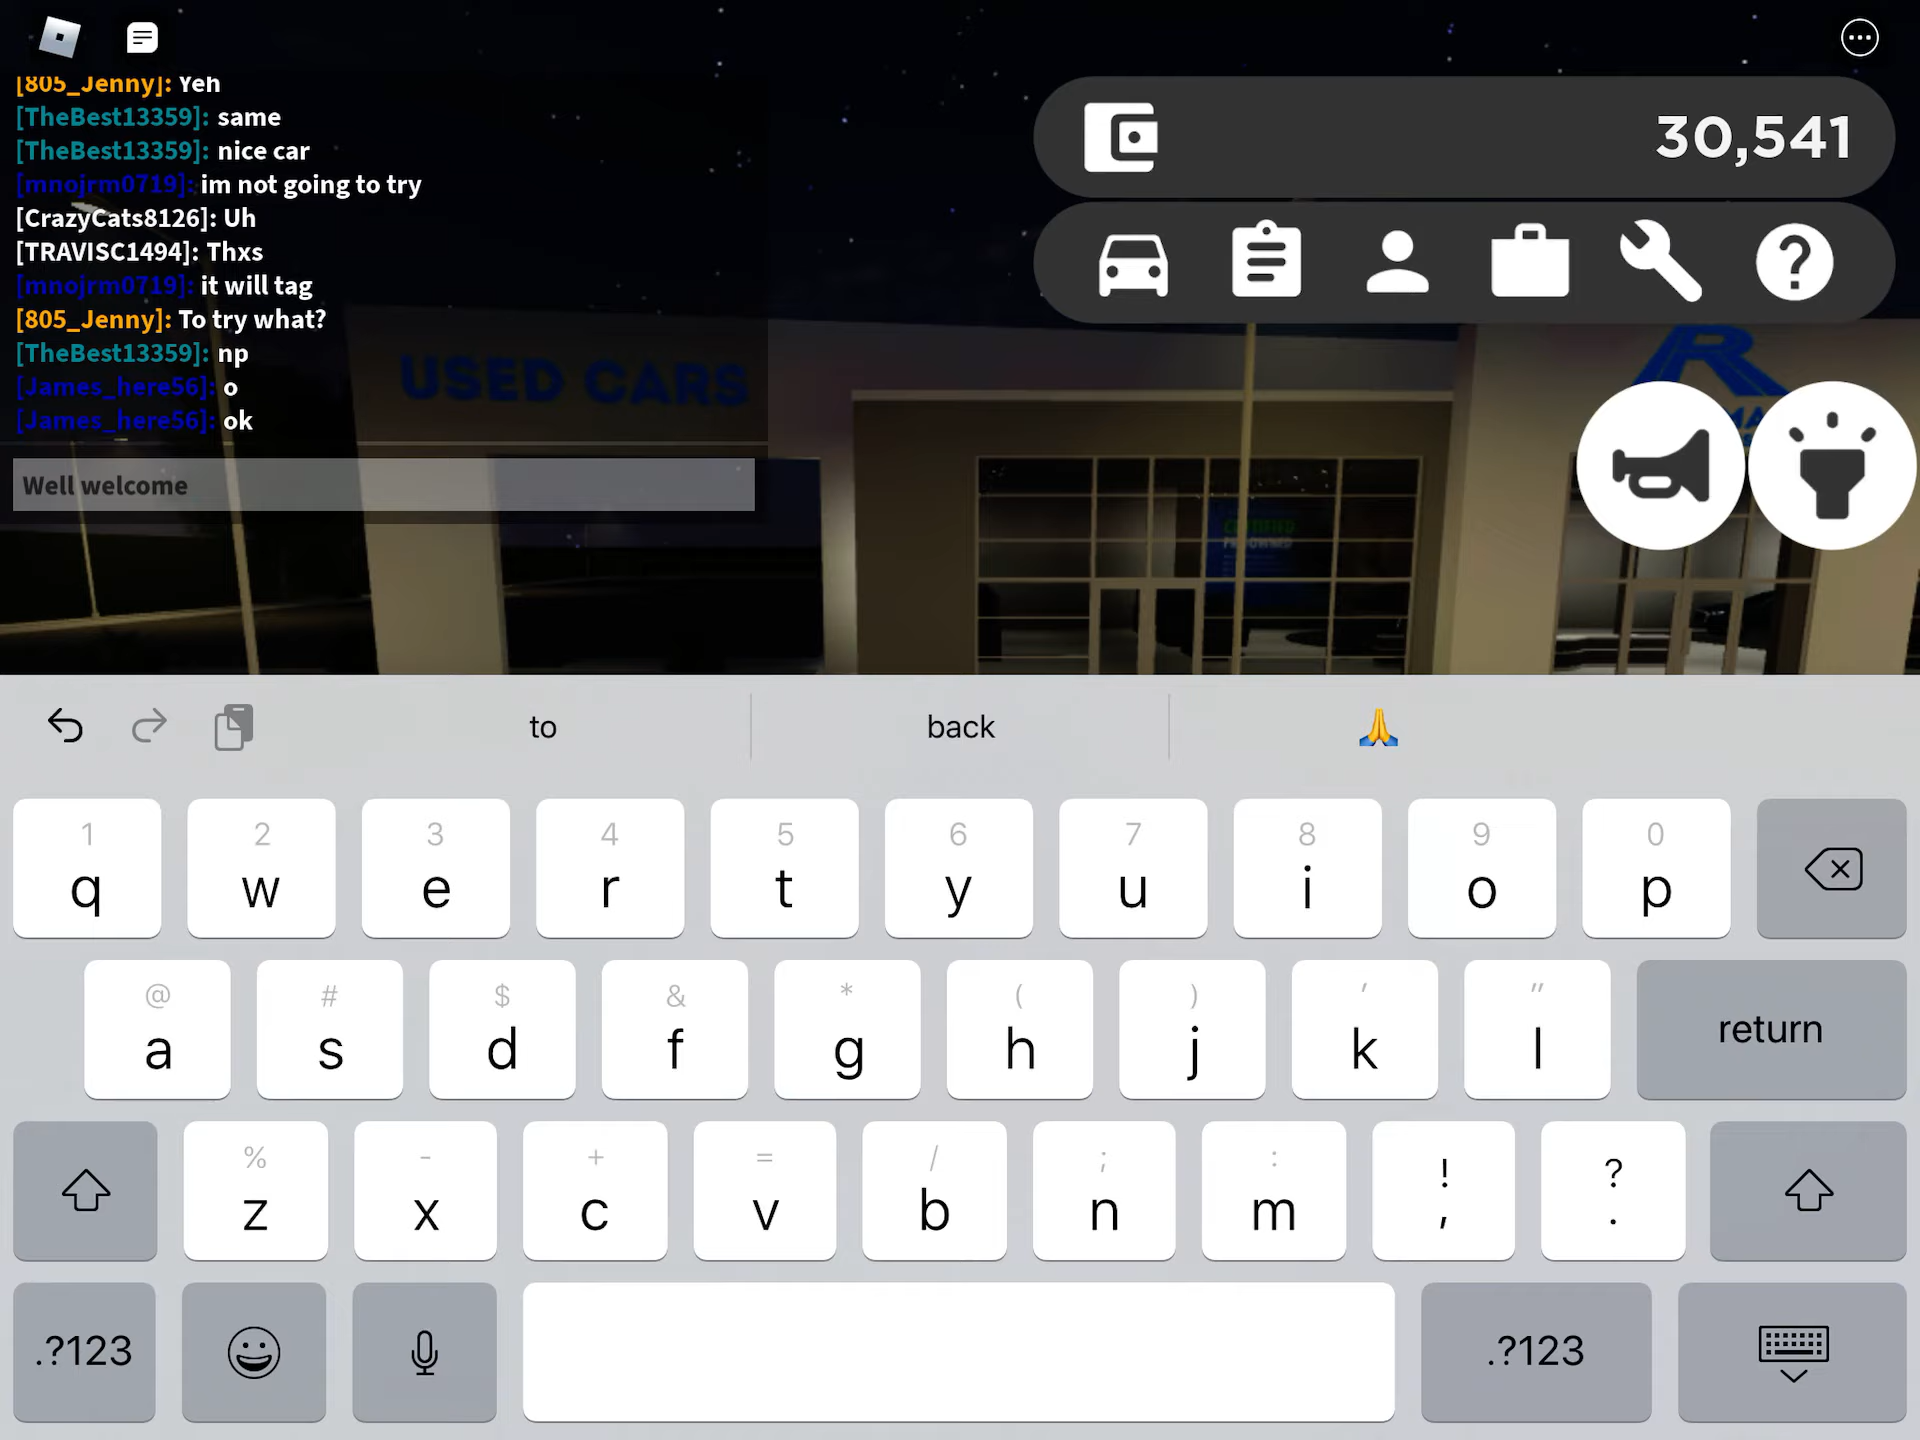 [805_Jenny]: Yeh
[TheBest13359]: same
[TheBest13359]: nice car
[mnojrm0719]: im not going to try
[CrazyCats8126]: Uh
[TRAVISC1494]: Thxs
[mnojrm0719]: it will tag
[805_Jenny]: To try what?
[TheBest13359]: np
[James_here56]: o
[James_here56]: ok
Well welcome
30,541
USED CARS
R
CERTIFIED
PREOWNED
to
back
1 2 3 4 5 6 7 8 9 0
q w e r t y u i o p
@ # $ & * ( ) ' "
a s d f g h j k l return
% - + = / ; : ! ?
z x c v b n m , .
.?123 .?123